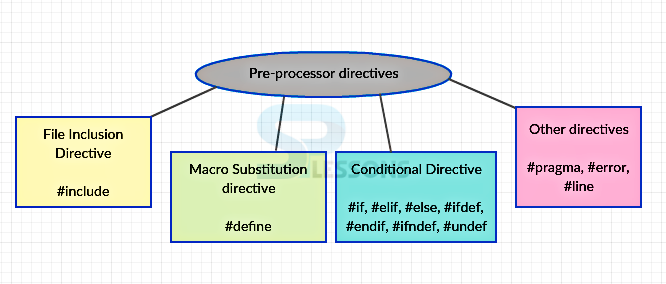 Pre-processor directives
File Inclusion
Directive
#include
Macro Substitution
directive
#define
Conditional Directive
#if, #elif, #else, #ifdef,
#endif, #ifndef, #undef
Other directives
#pragma, #error,
#line
LESSONS